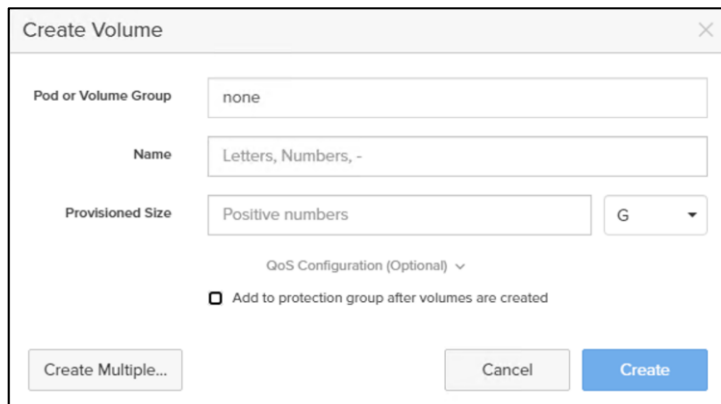 Create Volume
Pod or Volume Group
none
Name
Letters, Numbers, -
Provisioned Size
Positive numbers
G
QoS Configuration (Optional)
Add to protection group after volumes are created
Create Multiple...
Cancel
Create